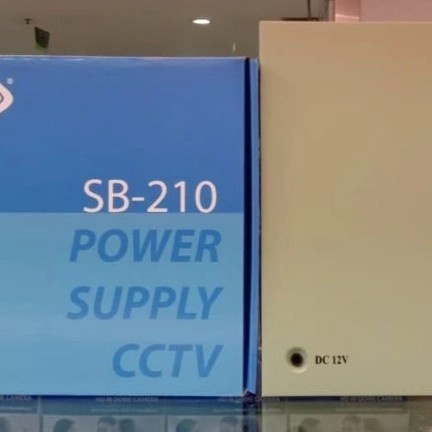 SB-210
POWER
SUPPLY
CCTV
DC 12V